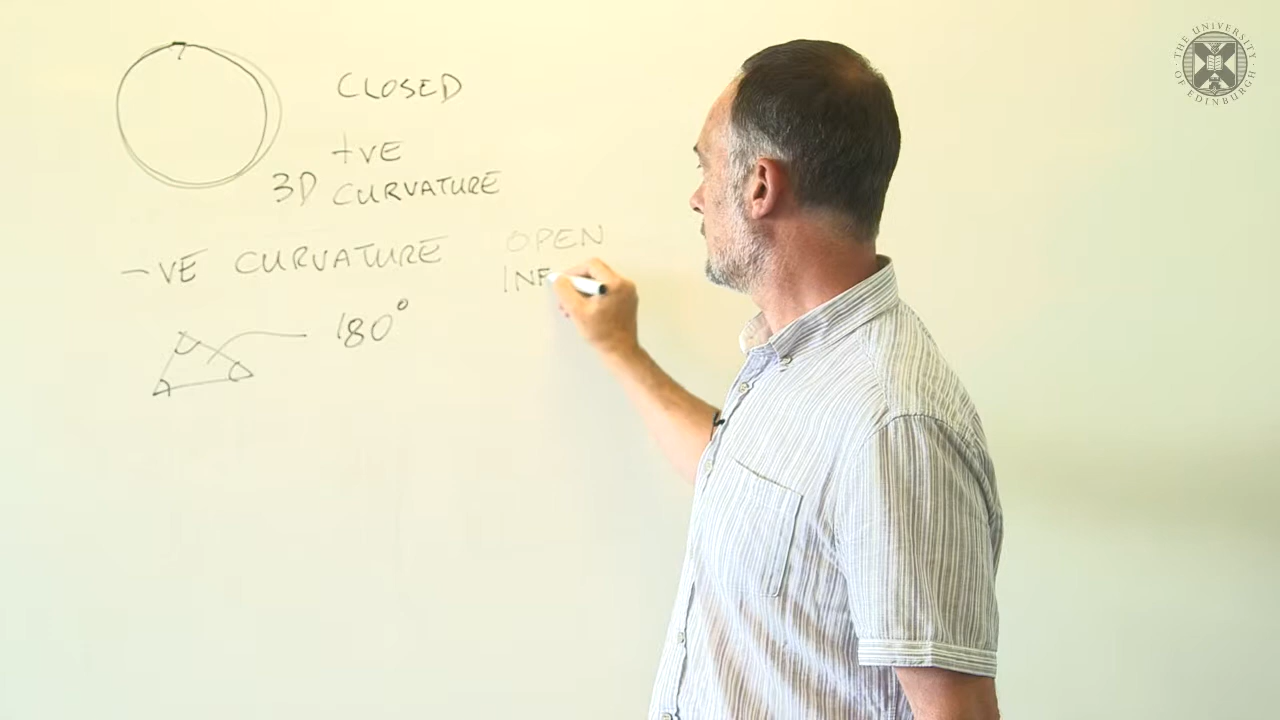 CLOSED
+VE
3D CURVATURE
-VE CURVATURE
OPEN
INF
180°
THE UNIVERSITY OF EDINBURGH